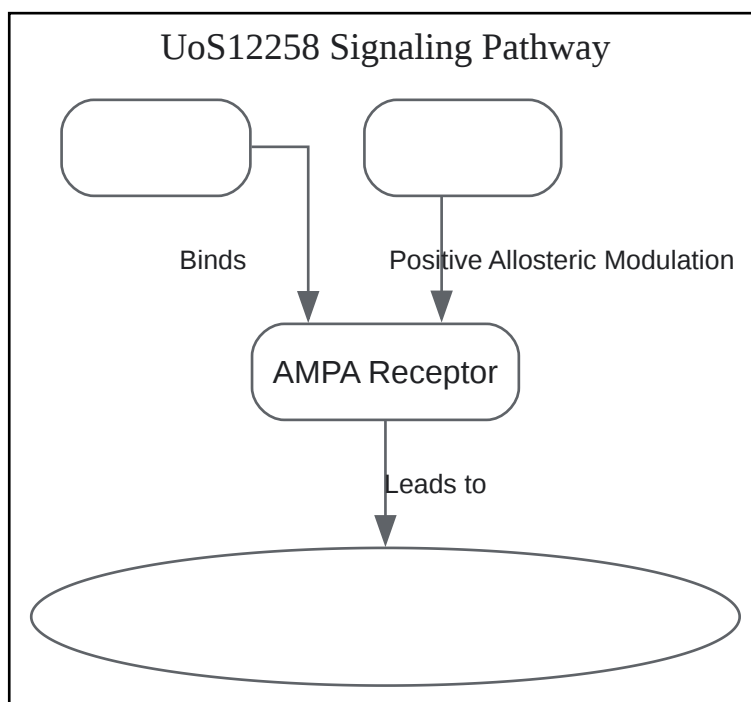 UoS12258 Signaling Pathway
Binds
Positive Allosteric Modulation
AMPA Receptor
Leads to